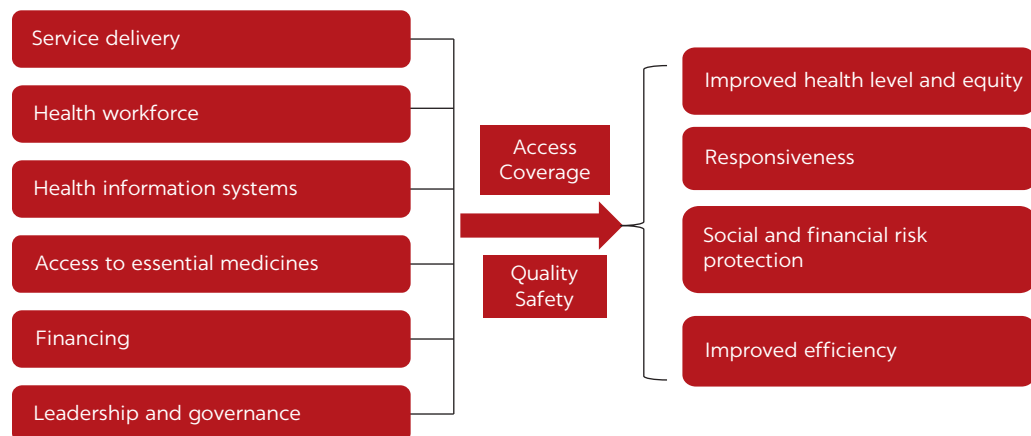 Service delivery
Health workforce
Health information systems
Access to essential medicines
Financing
Leadership and governance
Access
Coverage
Quality
Safety
Improved health level and equity
Responsiveness
Social and financial risk
protection
Improved efficiency